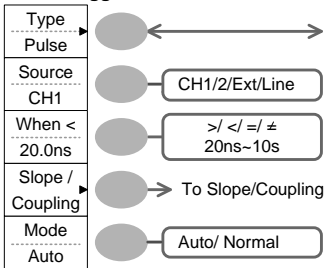 Type
Pulse
Source
CH1
CH1/2/Ext/Line
When <
20.0ns
>/ </ =/ ≠
20ns~10s
Slope /
Coupling
To Slope/Coupling
Mode
Auto
Auto/ Normal